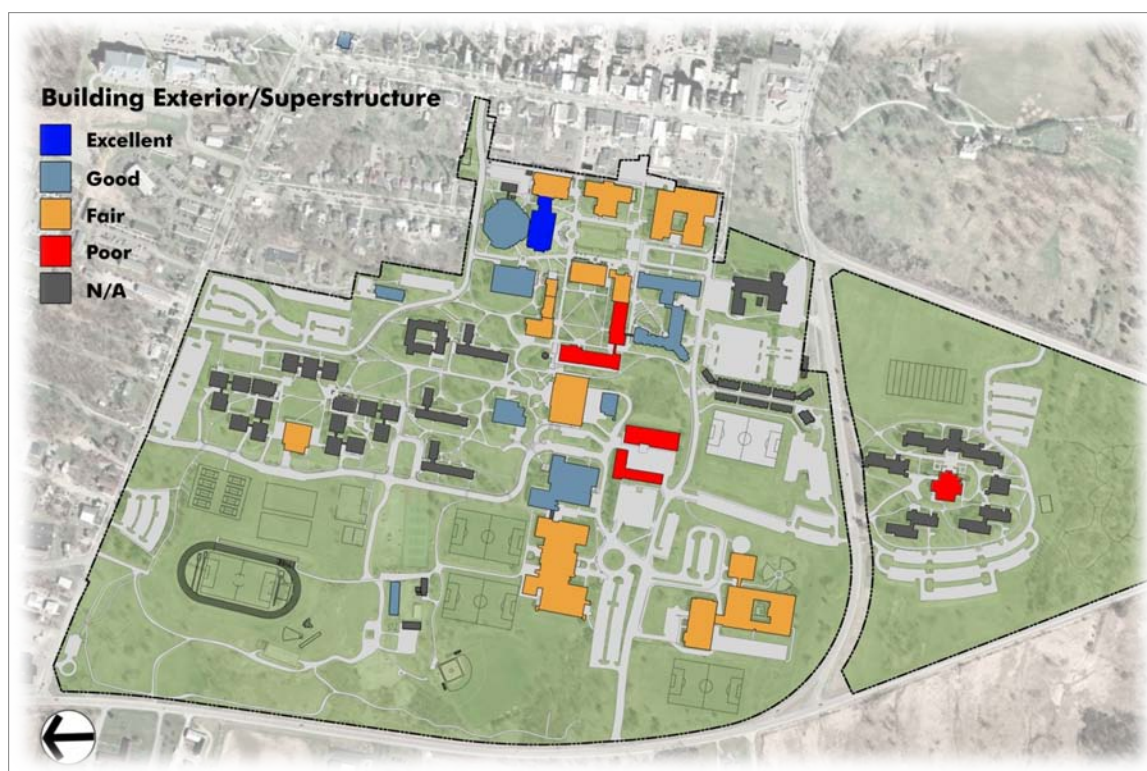 Building Exterior/Superstructure
Excellent
Good
Fair
Poor
N/A